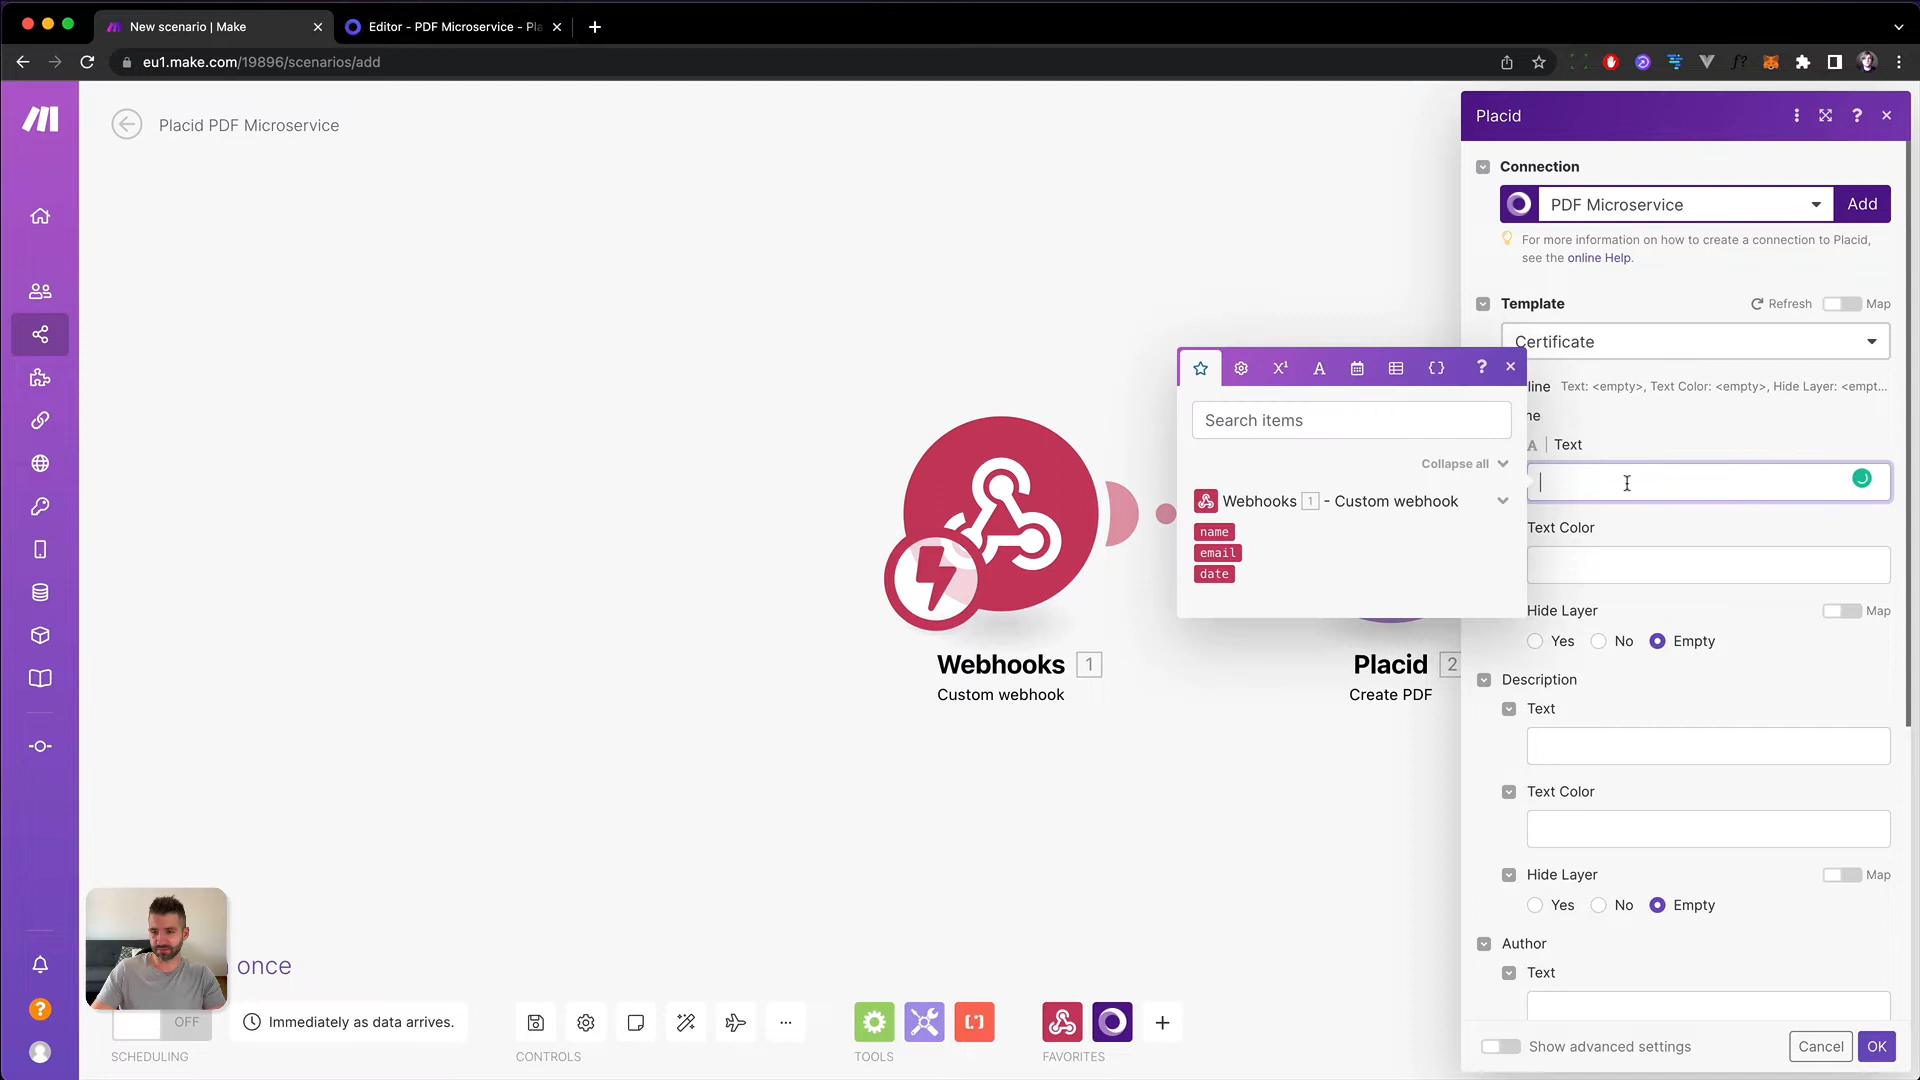 New scenario | Make
Editor - PDF Microservice - Pla
eu1.make.com/19896/scenarios/add
Placid PDF Microservice
Placid
Connection
PDF Microservice
Add
For more information on how to create a connection to Placid,
see the online Help.
Template
Refresh
Map
Certificate
line Text: <empty>, Text Color: <empty>, Hide Layer: <empt...
me
A | Text
Search items
Collapse all
Webhooks 1 - Custom webhook
name
email
date
Text Color
Hide Layer
Map
Yes No Empty
Description
Text
Text Color
Hide Layer
Map
Yes No Empty
Author
Text
Webhooks 1
Custom webhook
Placid 2
Create PDF
once
OFF
Immediately as data arrives.
SCHEDULING
CONTROLS
TOOLS
FAVORITES
Show advanced settings
Cancel
OK